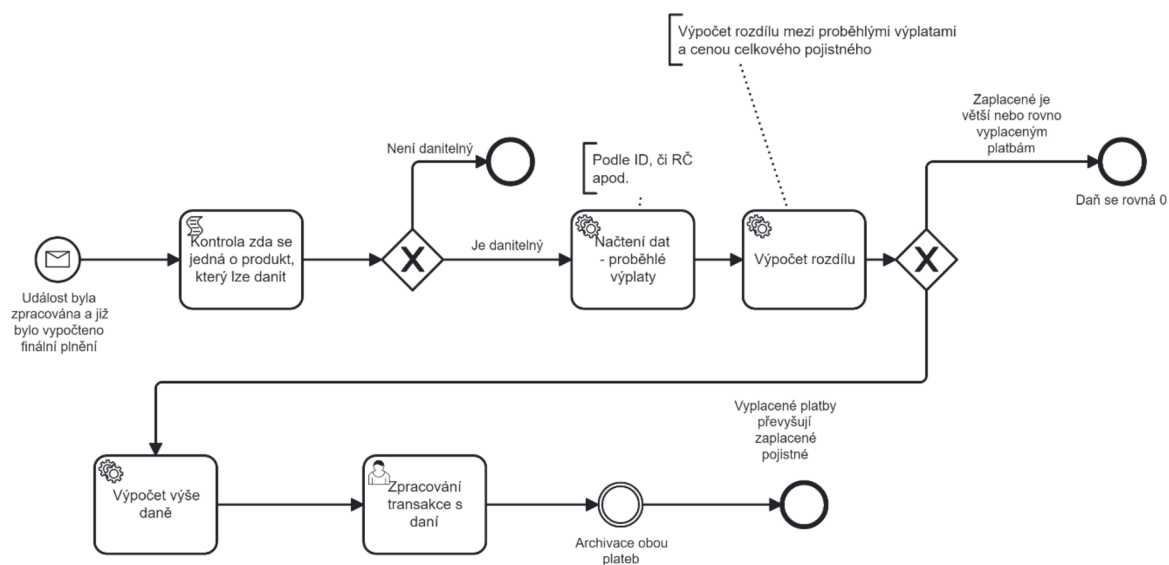 Výpočet rozdílu mezi proběhlými výplatami
a cenou celkového pojistného
Zaplacené je
větší nebo rovno
vyplaceným
platbám
Není danitelný
Podle ID, či RČ
apod.
Daň se rovná 0
Kontrola zda se
jedná o produkt,
který lze danit
Je danitelný
Načtení dat
- proběhlé
výplaty
Výpočet rozdílu
Událost byla
zpracována a již
bylo vypočteno
finální plnění
Vyplacené platby
převyšují
zaplacené
pojistné
Výpočet výše
daně
Zpracování
transakce s
daní
Archivace obou
plateb